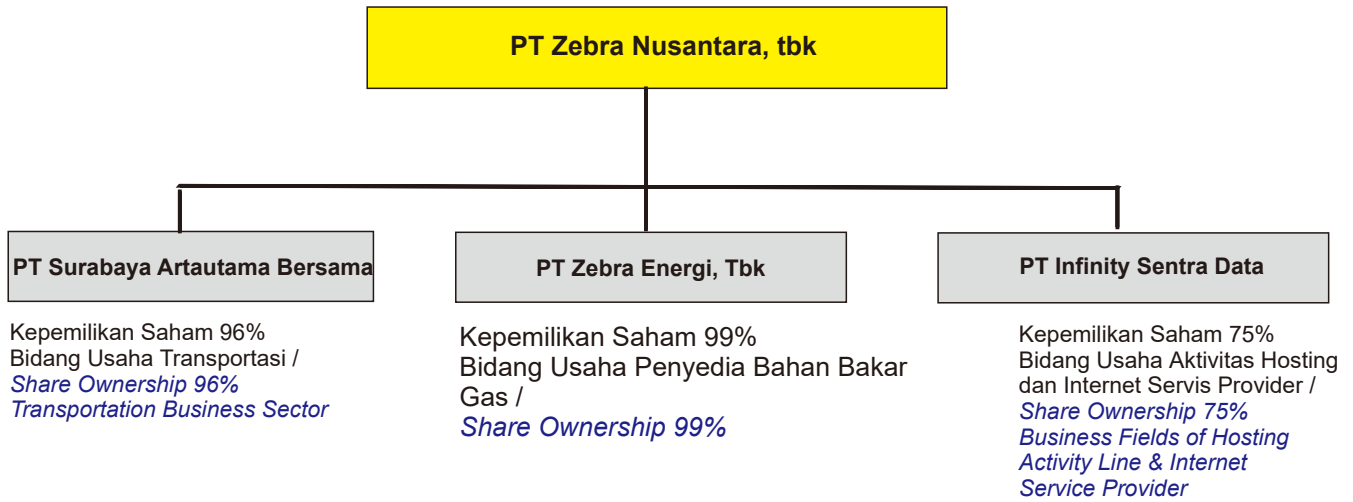 PT Zebra Nusantara, tbk
PT Surabaya Artautama Bersama
PT Zebra Energi, Tbk
PT Infinity Sentra Data
Kepemilikan Saham 96%
Bidang Usaha Transportasi /
Share Ownership 96%
Transportation Business Sector
Kepemilikan Saham 99%
Bidang Usaha Penyedia Bahan Bakar
Gas /
Share Ownership 99%
Kepemilikan Saham 75%
Bidang Usaha Aktivitas Hosting
dan Internet Servis Provider /
Share Ownership 75%
Business Fields of Hosting
Activity Line & Internet
Service Provider